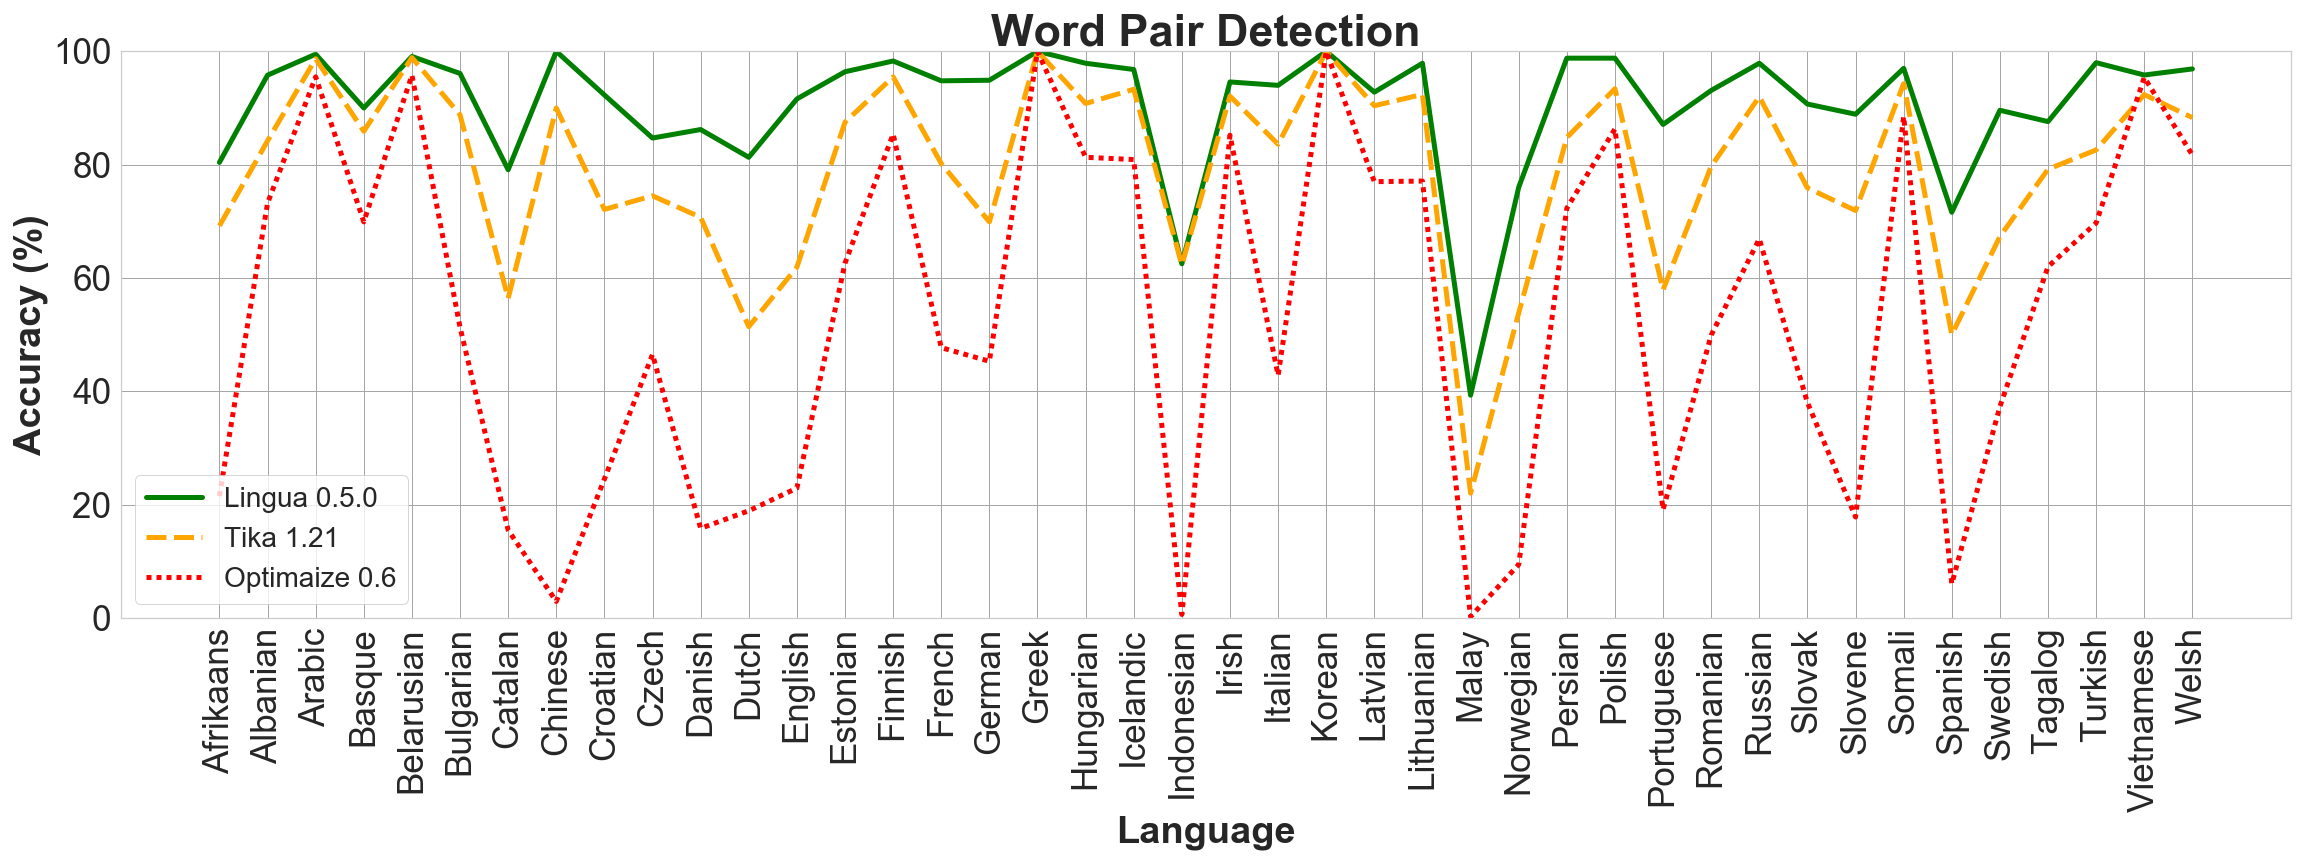 Word Pair Detection
Accuracy (%)
100
80
60
40
20
0
Lingua 0.5.0
Tika 1.21
Optimaize 0.6
Afrikaans
Albanian
Arabic
Basque
Belarusian
Bulgarian
Catalan
Chinese
Croatian
Czech
Danish
Dutch
English
Estonian
Finnish
French
German
Greek
Hungarian
Icelandic
Indonesian
Irish
Italian
Korean
Latvian
Lithuanian
Malay
Norwegian
Persian
Polish
Portuguese
Romanian
Russian
Slovak
Slovene
Somali
Spanish
Swedish
Tagalog
Turkish
Vietnamese
Welsh
Language